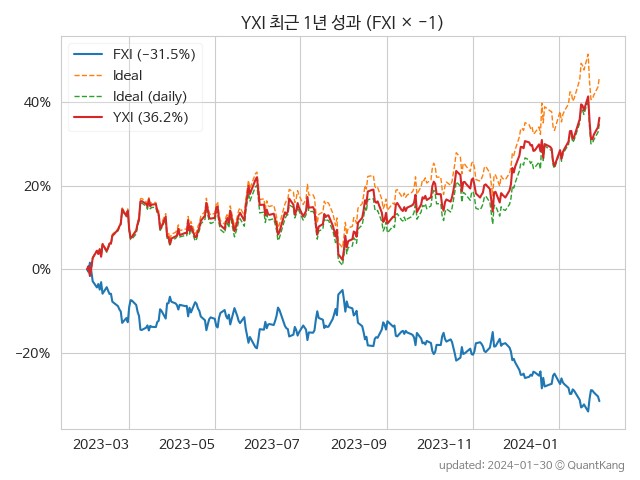 YXI 최근 1년 성과 (FXI × −1)
FXI (−31.5%)
Ideal
Ideal (daily)
YXI (36.2%)
40%
20%
0%
−20%
2023-03
2023-05
2023-07
2023-09
2023-11
2024-01
updated: 2024-01-30 © QuantKang